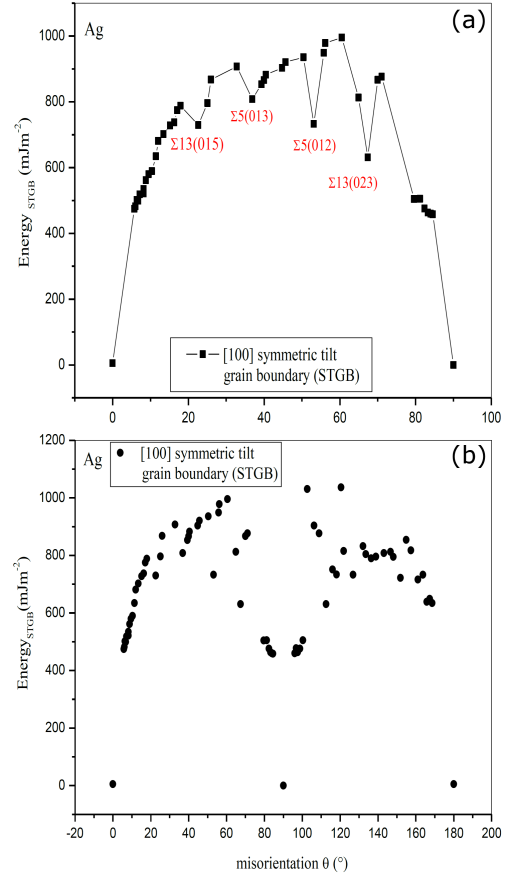 (a)
Ag
1000
800
600
400
200
0
Energy STGB (mJm-2)
Σ13(015)
Σ5(013)
Σ5(012)
Σ13(023)
[100] symmetric tilt
grain boundary (STGB)
0 20 40 60 80 100
(b)
Ag
[100] symmetric tilt
grain boundary (STGB)
1200
1000
800
600
400
200
0
EnergySTGB(mJm-2)
-20 0 20 40 60 80 100 120 140 160 180 200
misorientation θ (°)